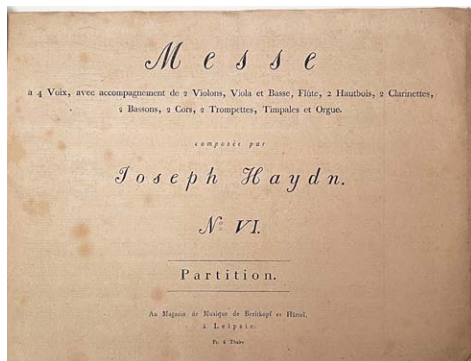 Messe
a 4 Voix, avec accompagnement de 2 Violons, Viola et Basse, Flûte, 2 Hautbois, 2 Clarinettes,
2 Bassons, 2 Cors, 2 Trompettes, Timpales et Orgue.
composée par
Joseph Haydn.
No. VI.
Partition.
Au Magasin de Musique de Breitkopf et Härtel,
à Leipsic.
Pr. 2 Thalrs